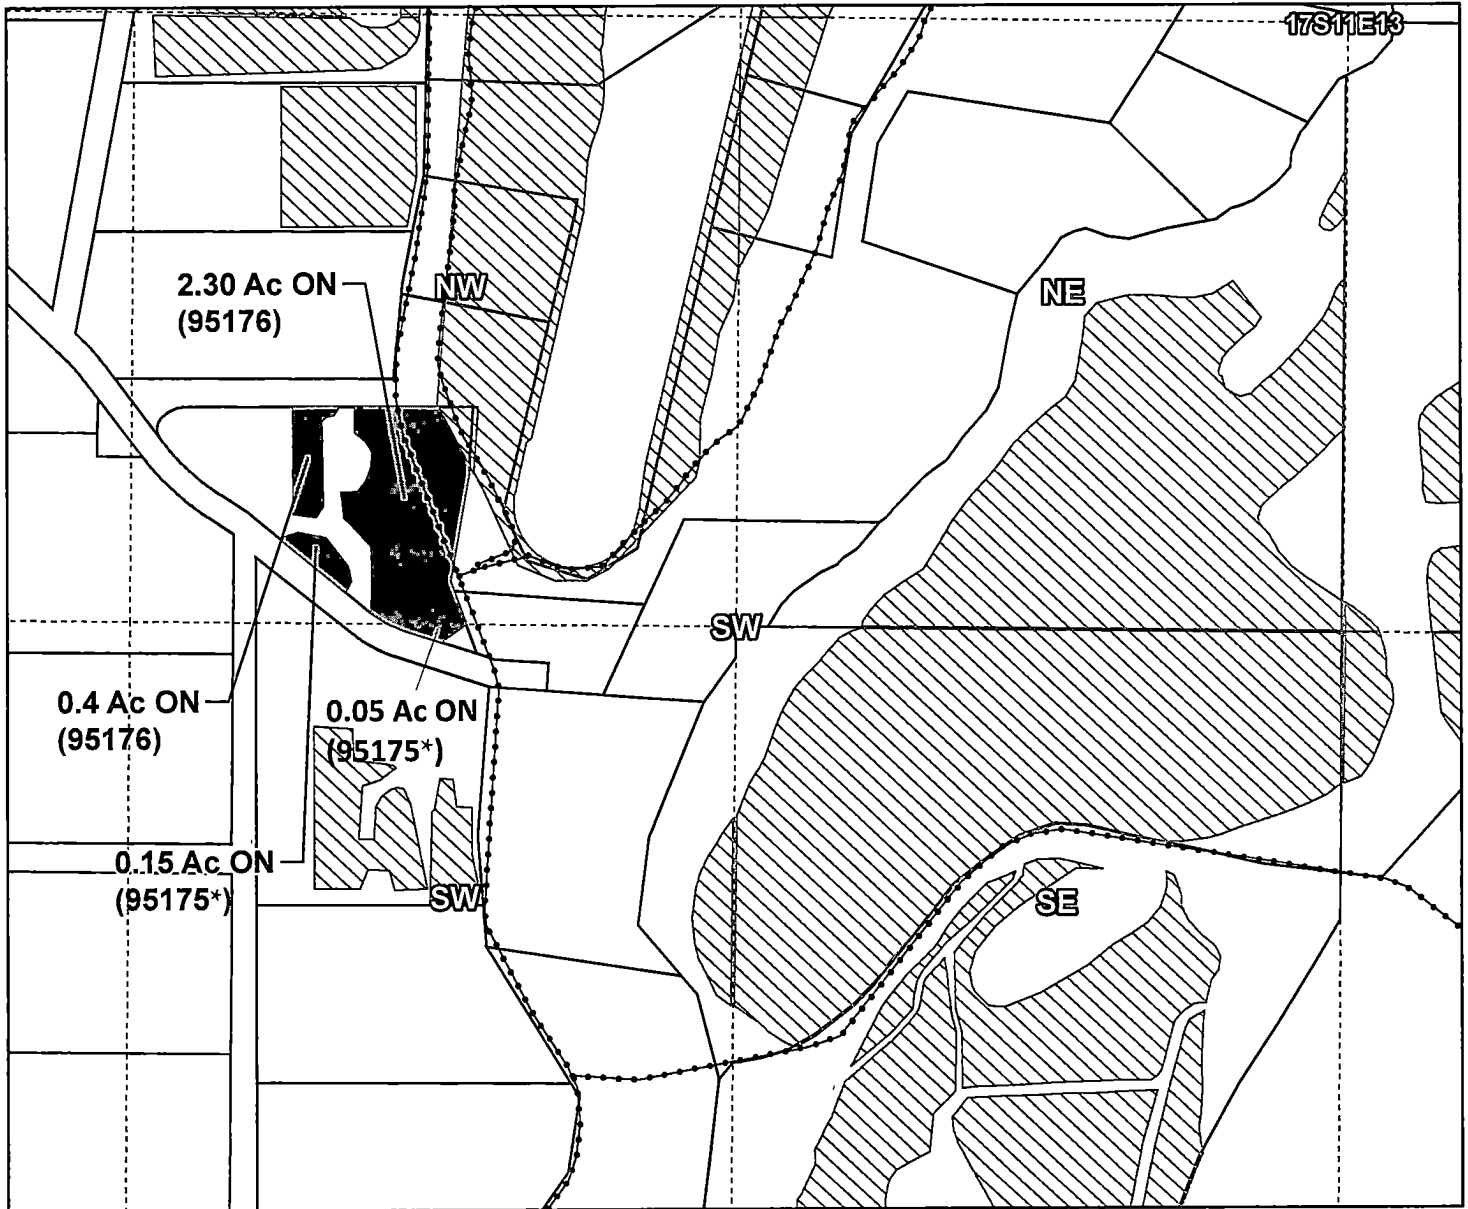 17S11E13
2.30 Ac ON
(95176)
NW
NE
SW
0.4 Ac ON
(95176)
0.05 Ac ON
(95175*)
0.15 Ac ON
(95175*)
SW
SE